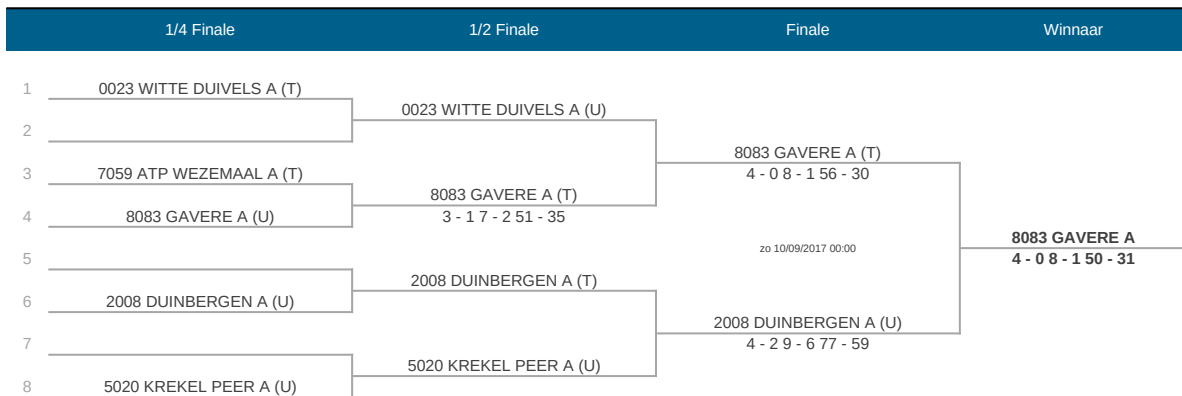 1/4 Finale 1/2 Finale Finale Winnaar
1 0023 WITTE DUIVELS A (T)
0023 WITTE DUIVELS A (U)
2
8083 GAVERE A (T)
3 7059 ATP WEZEMAAL A (T)
4 - 0 8 - 1 56 - 30
8083 GAVERE A (T)
4 8083 GAVERE A (U)
3 - 1 7 - 2 51 - 35
8083 GAVERE A
zo 10/09/2017 00:00
5
4 - 0 8 - 1 50 - 31
2008 DUINBERGEN A (T)
6 2008 DUINBERGEN A (U)
2008 DUINBERGEN A (U)
7
4 - 2 9 - 6 77 - 59
5020 KREKEL PEER A (U)
8 5020 KREKEL PEER A (U)